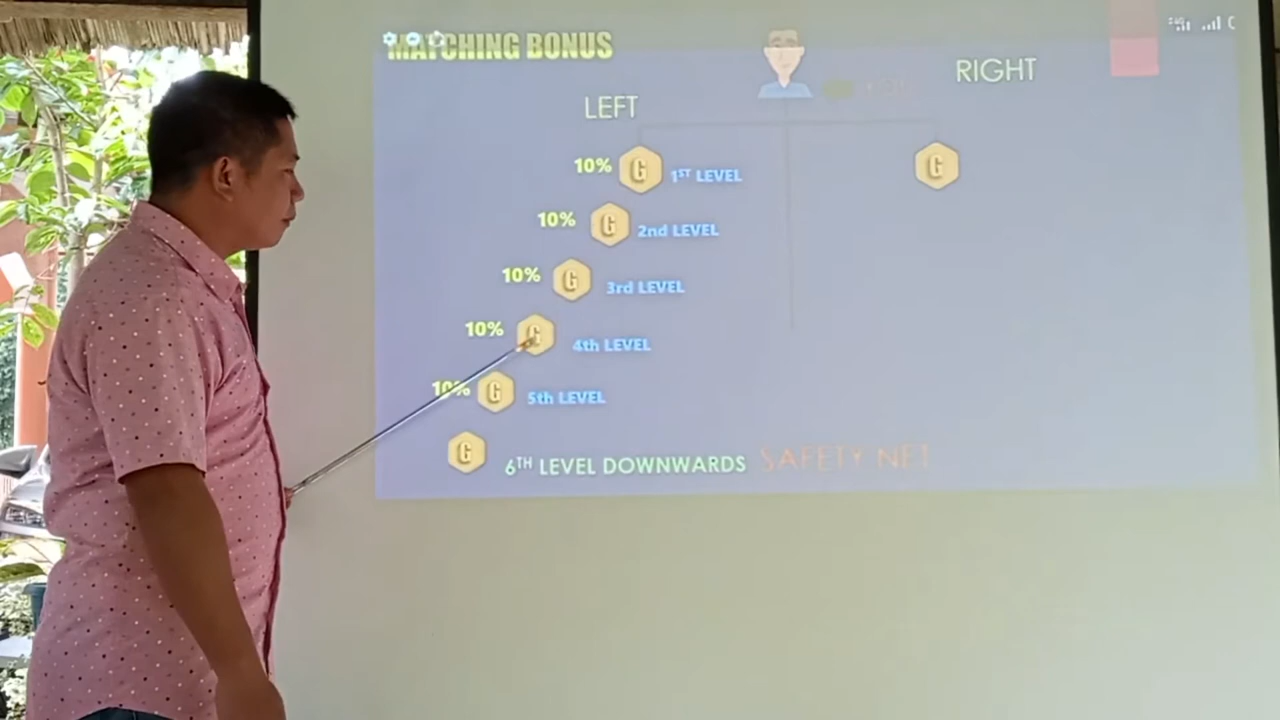 MATCHING BONUS
LEFT
RIGHT
10% G 1ST LEVEL
G
10% G 2nd LEVEL
10% G 3rd LEVEL
10% G 4th LEVEL
10% G 5th LEVEL
G 6TH LEVEL DOWNWARDS SAFETY NET